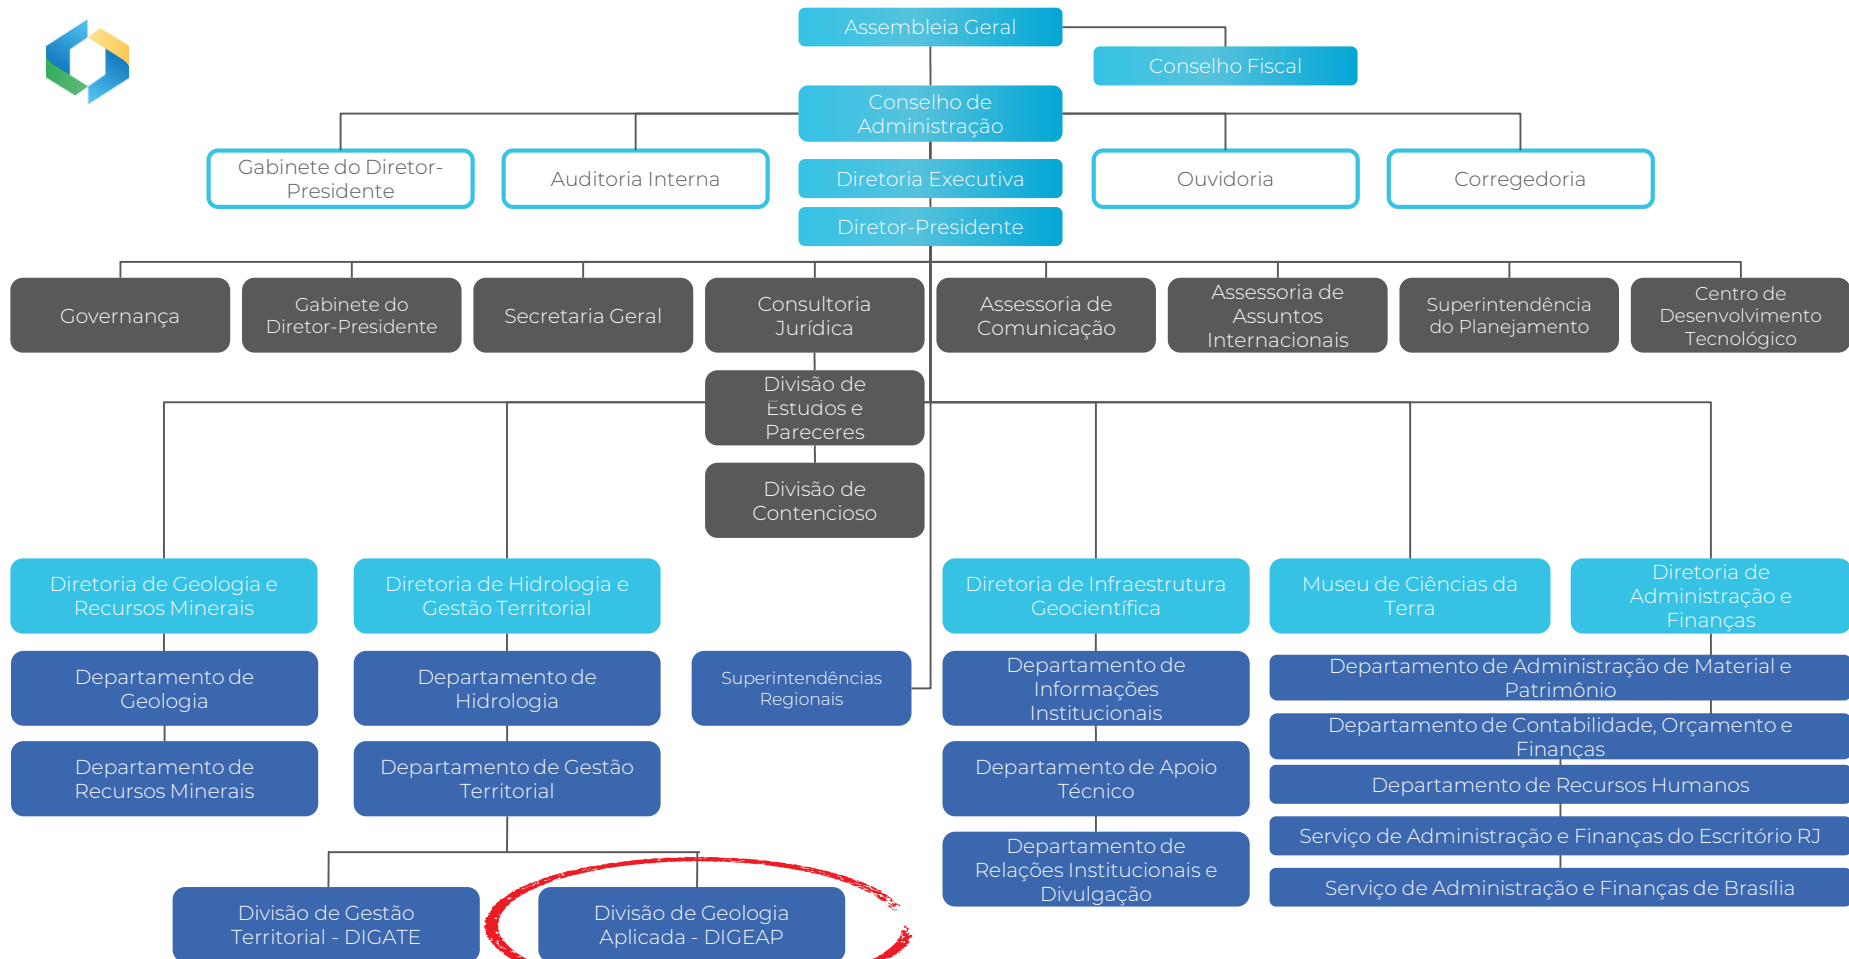 Assembleia Geral
Conselho Fiscal
Conselho de
Administração
Gabinete do Diretor-
Presidente
Auditoria Interna
Diretoria Executiva
Ouvidoria
Corregedoria
Diretor-Presidente
Governança
Gabinete do
Diretor-Presidente
Secretaria Geral
Consultoria
Jurídica
Assessoria de
Comunicação
Assessoria de
Assuntos
Internacionais
Superintendência
do Planejamento
Centro de
Desenvolvimento
Tecnológico
Divisão de
Estudos e
Pareceres
Divisão de
Contencioso
Diretoria de Geologia e
Recursos Minerais
Diretoria de Hidrologia e
Gestão Territorial
Diretoria de Infraestrutura
Geocientífica
Museu de Ciências da
Terra
Diretoria de
Administração e
Finanças
Departamento de
Geologia
Departamento de
Hidrologia
Superintendências
Regionais
Departamento de
Informações
Institucionais
Departamento de Administração de Material e
Patrimônio
Departamento de Contabilidade, Orçamento e
Finanças
Departamento de
Recursos Minerais
Departamento de Gestão
Territorial
Departamento de Apoio
Técnico
Departamento de Recursos Humanos
Serviço de Administração e Finanças do Escritório RJ
Departamento de
Relações Institucionais e
Divulgação
Serviço de Administração e Finanças de Brasília
Divisão de Gestão
Territorial - DIGATE
Divisão de Geologia
Aplicada - DIGEAP